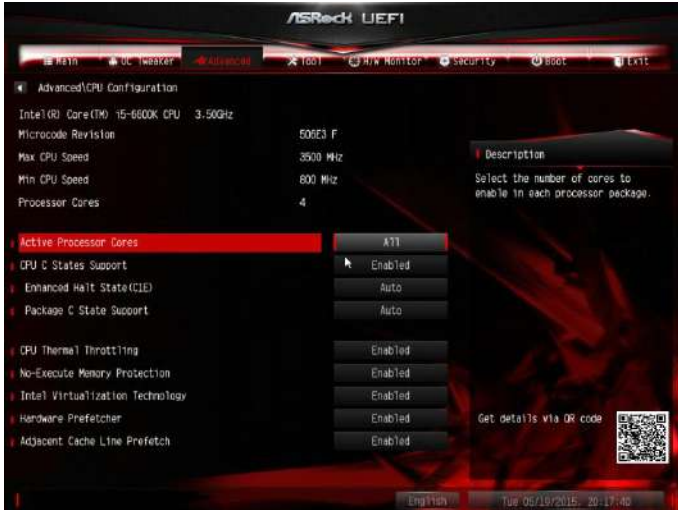 ASRock UEFI
Main OC Tweaker Advanced Tool H/W Monitor Security Boot Exit
Advanced\CPU Configuration
Intel(R) Core(TM) i5-6600K CPU 3.50GHz
Microcode Revision 506E3 F
Max CPU Speed 3500 MHz
Min CPU Speed 800 MHz
Processor Cores 4
Description
Select the number of cores to
enable in each processor package.
Active Processor Cores All
CPU C States Support Enabled
Enhanced Halt State(C1E) Auto
Package C State Support Auto
CPU Thermal Throttling Enabled
No-Execute Memory Protection Enabled
Intel Virtualization Technology Enabled
Hardware Prefetcher Enabled
Adjacent Cache Line Prefetch Enabled
Get details via QR code
English Tue 05/19/2015. 20:17:40